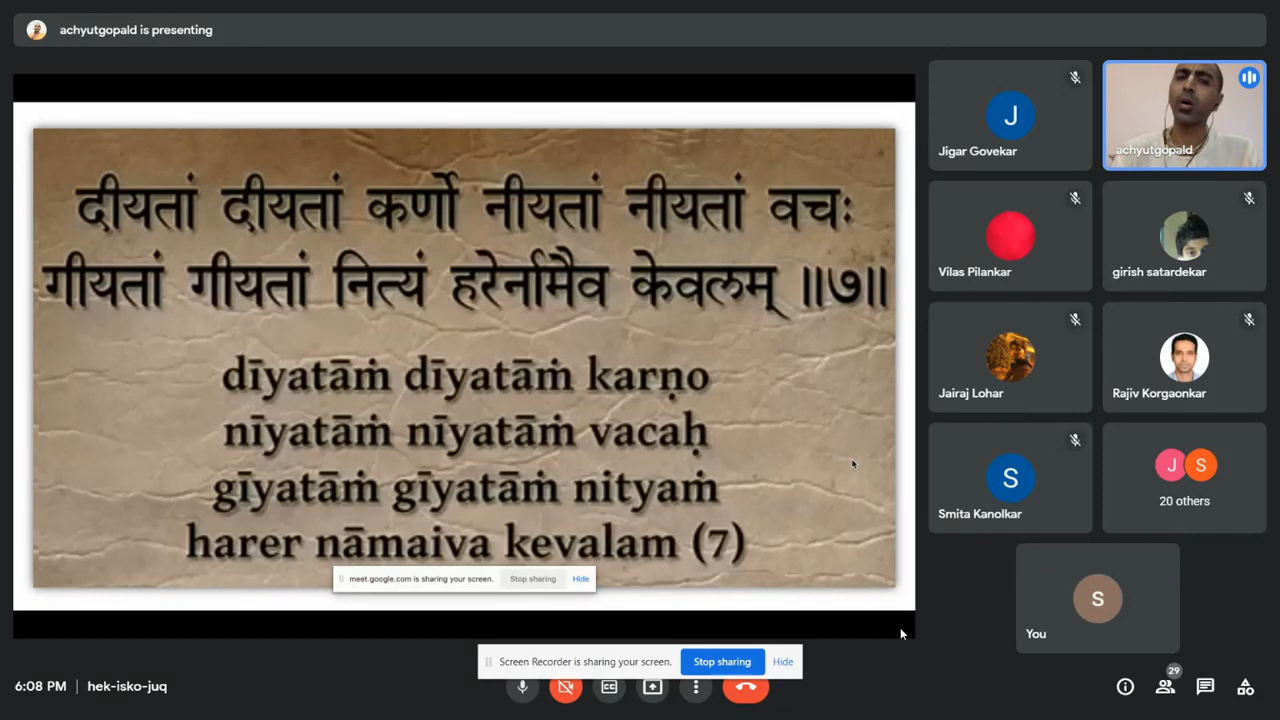 achyutgopald is presenting
दीयतां दीयतां कर्णो नीयतां नीयतां वचः
गीयतां गीयतां नित्यं हरेर्नामैव केवलम् ॥७॥
dīyatāṁ dīyatāṁ karṇo
nīyatāṁ nīyatāṁ vacaḥ
gīyatāṁ gīyatāṁ nityaṁ
harer nāmaiva kevalam (7)
meet.google.com is sharing your screen. Stop sharing Hide
J
Jigar Govekar
achyutgopald
Vilas Pilankar
girish satardekar
Jairaj Lohar
Rajiv Korgaonkar
S
Smita Kanolkar
J S
20 others
S
You
Screen Recorder is sharing your screen. Stop sharing Hide
6:08 PM | hek-isko-juq
CC
29